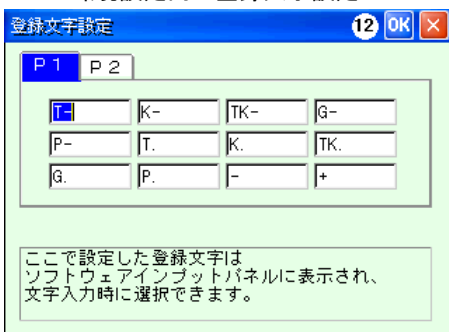 登録文字設定 12 OK ×
P1 P2
T- K- TK- G-
P- T. K. TK.
G. P. - +
ここで設定した登録文字は
ソフトウェアインプットパネルに表示され、
文字入力時に選択できます。